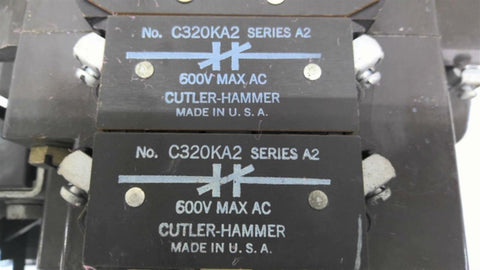 No. C320KA2 SERIES A2
600V MAX AC
CUTLER-HAMMER
MADE IN U.S.A.
No. C320KA2 SERIES A2
600V MAX AC
CUTLER-HAMMER
MADE IN U.S.A.